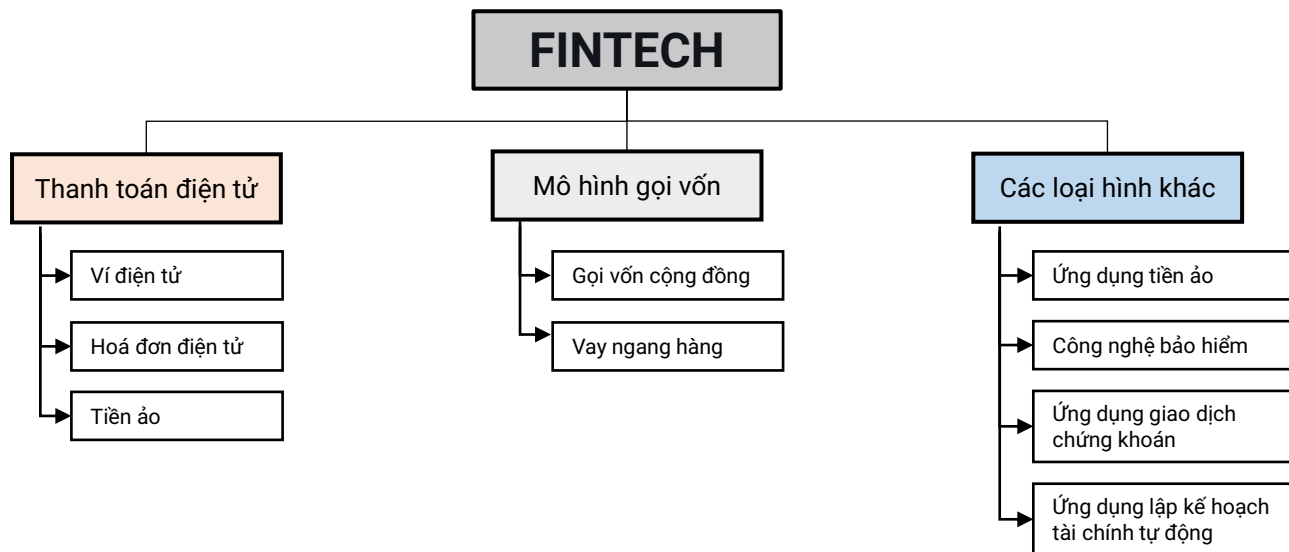 FINTECH
Thanh toán điện tử
Ví điện tử
Hoá đơn điện tử
Tiền ảo
Mô hình gọi vốn
Gọi vốn cộng đồng
Vay ngang hàng
Các loại hình khác
Ứng dụng tiền ảo
Công nghệ bảo hiểm
Ứng dụng giao dịch
chứng khoán
Ứng dụng lập kế hoạch
tài chính tự động